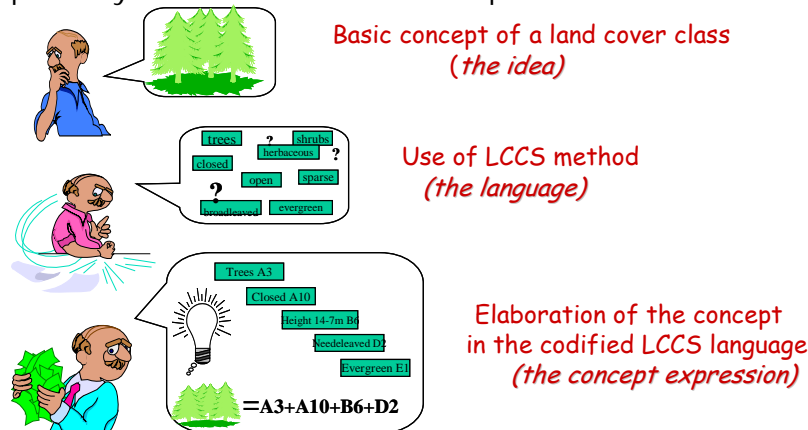 Basic concept of a land cover class
(the idea)
trees
?
shrubs
herbaceous
?
closed
open
sparse
?
broadleaved
evergreen
Use of LCCS method
(the language)
Trees A3
Closed A10
Height 14-7m B6
Needeleaved D2
Evergreen E1
=A3+A10+B6+D2
Elaboration of the concept
in the codified LCCS language
(the concept expression)